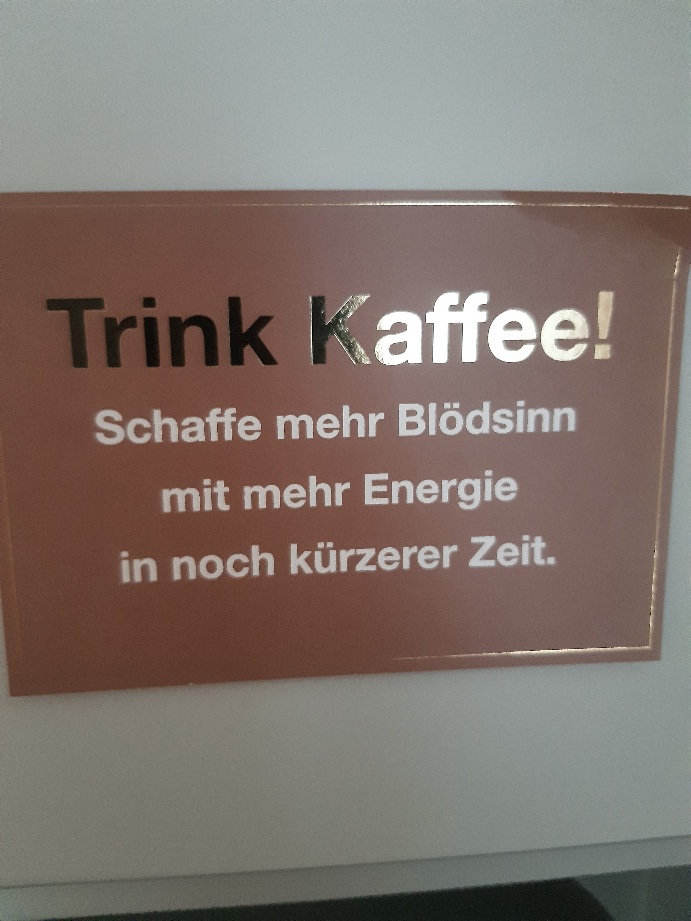 Trink Kaffee!
Schaffe mehr Blödsinn
mit mehr Energie
in noch kürzerer Zeit.